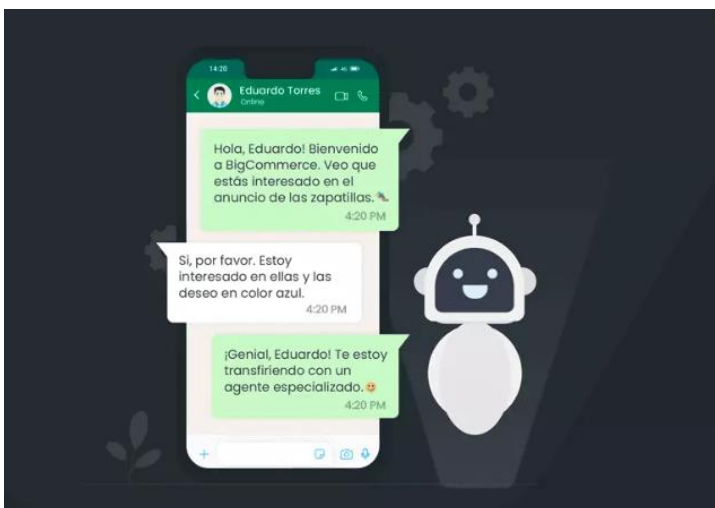 14:20
4G
Eduardo Torres
Online
Hola, Eduardo! Bienvenido
a BigCommerce. Veo que
estás interesado en el
anuncio de las zapatillas.
4:20 PM
Si, por favor. Estoy
interesado en ellas y las
deseo en color azul.
4:20 PM
¡Genial, Eduardo! Te estoy
transfiriendo con un
agente especializado.
4:20 PM